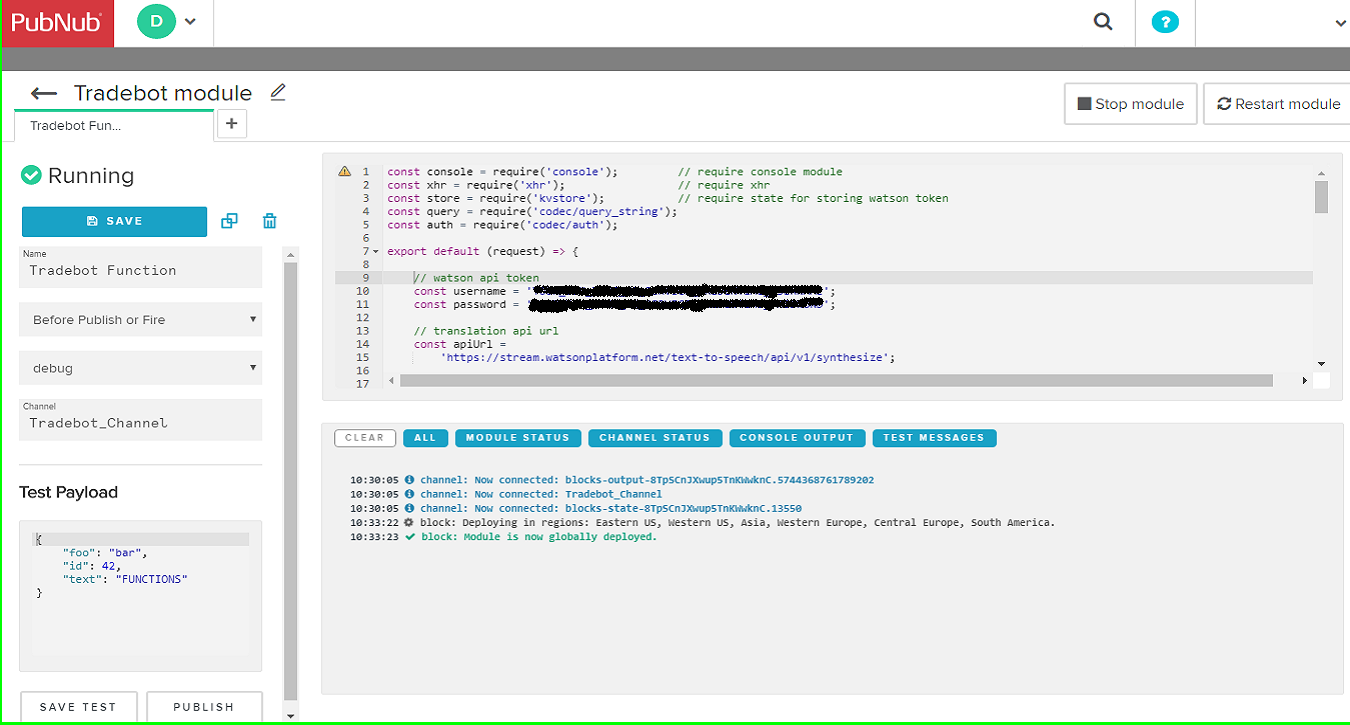 PubNub
D
?
Tradebot module
Stop module
Restart module
Tradebot Fun...
+
Running
SAVE
Name
Tradebot Function
Before Publish or Fire
debug
Channel
Tradebot_Channel
Test Payload
{
"foo": "bar",
"id": 42,
"text": "FUNCTIONS"
}
SAVE TEST
PUBLISH
1 const console = require('console'); // require console module
2 const xhr = require('xhr'); // require xhr
3 const store = require('kvstore'); // require state for storing watson token
4 const query = require('codec/query_string');
5 const auth = require('codec/auth');
6
7 export default (request) => {
8
9 // watson api token
10 const username = ' ';
11 const password = ' ';
12
13 // translation api url
14 const apiUrl =
15 'https://stream.watsonplatform.net/text-to-speech/api/v1/synthesize';
16
17
CLEAR ALL MODULE STATUS CHANNEL STATUS CONSOLE OUTPUT TEST MESSAGES
10:30:05 channel: Now connected: blocks-output-8TpSCnJXwup5TnKWwknC.5744368761789202
10:30:05 channel: Now connected: Tradebot_Channel
10:30:05 channel: Now connected: blocks-state-8TpSCnJXwup5TnKWwknC.13550
10:33:22 block: Deploying in regions: Eastern US, Western US, Asia, Western Europe, Central Europe, South America.
10:33:23 block: Module is now globally deployed.